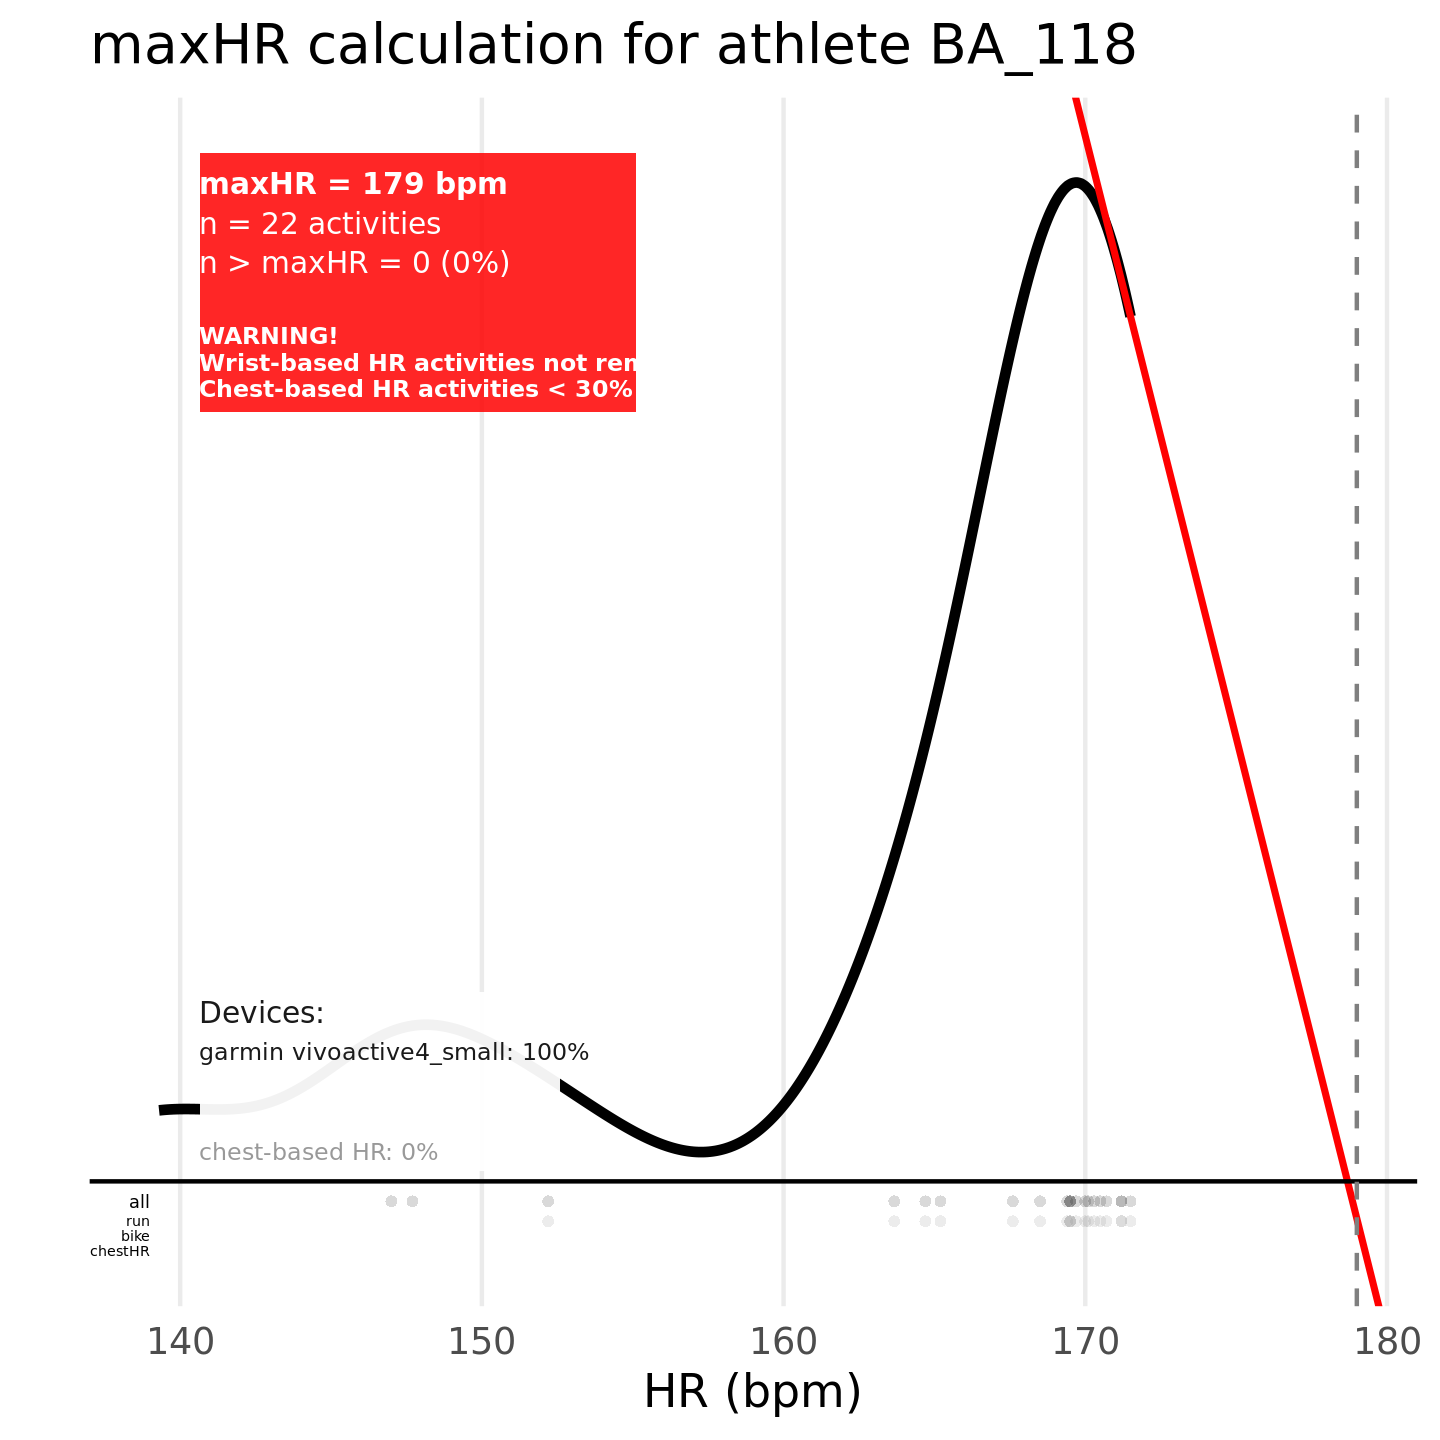 maxHR calculation for athlete BA_118
maxHR = 179 bpm
n = 22 activities
n > maxHR = 0 (0%)
WARNING!
Wrist-based HR activities not
Chest-based HR activities < 30%
Devices:
garmin vivoactive4_small: 100%
chest-based HR: 0%
all
run
bike
chestHR
140 150 160 170 180
HR (bpm)